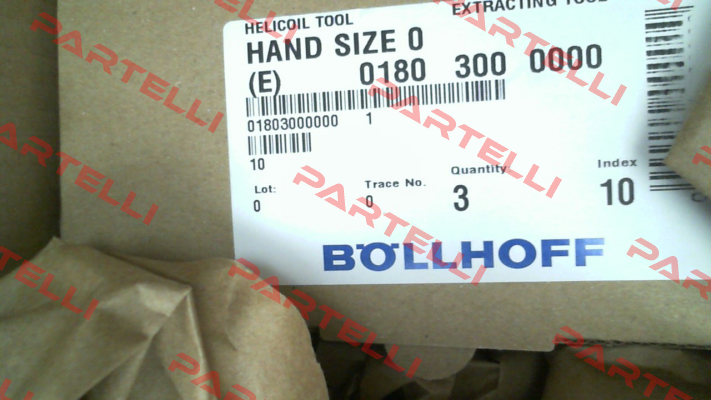 HELICOIL TOOL EXTRACTING TOOL
HAND SIZE 0
(E) 0180 300 0000
01803000000 1
10
Lot: Trace No. Quantity Index
0 0 3 10
BÖLLHOFF
PARTELLI
PARTELLI
PARTELLI
PARTELLI
PARTELLI
PARTELLI
PARTELLI
PARTELLI
PARTELLI